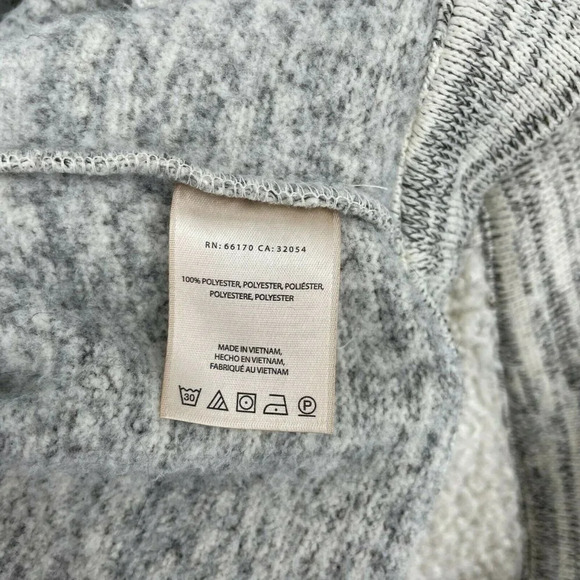 RN: 66170 CA: 32054
100% POLYESTER, POLYESTER, POLIÉSTER,
POLYESTERE, POLYESTER
MADE IN VIETNAM,
HECHO EN VIETNAM,
FABRIQUÉ AU VIETNAM
30 P